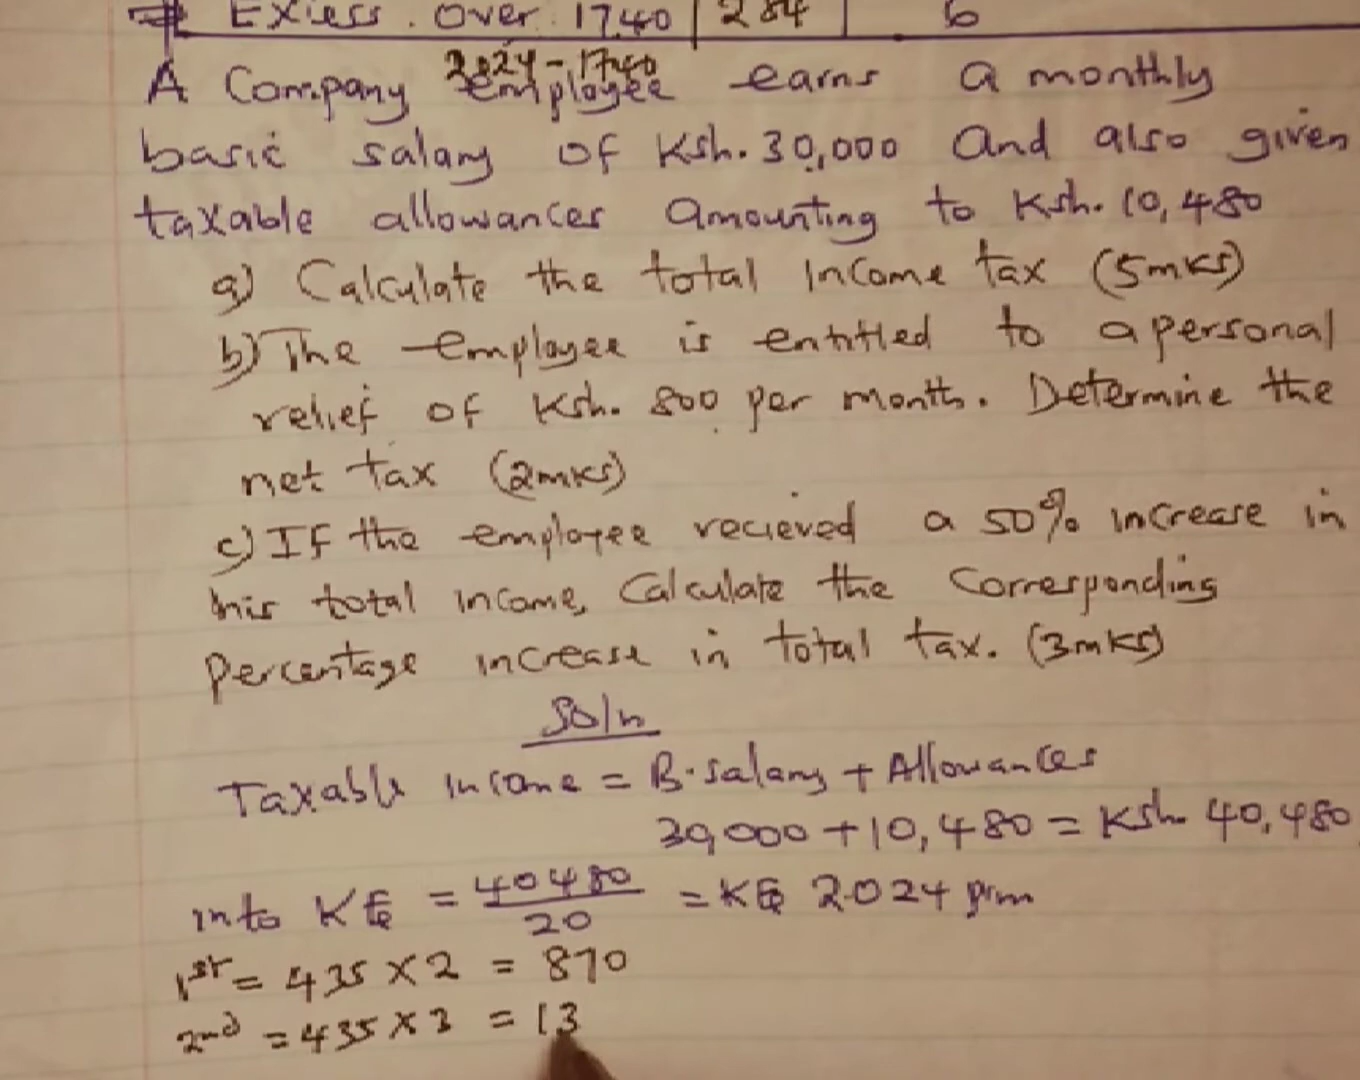 Excess. Over 1740 | 284 | 6
2024-1740
A Company employee earns a monthly
basic salary of Ksh. 30,000 and also given
taxable allowances amounting to Ksh. 10,480
a) Calculate the total income tax (5mks)
b) The employee is entitled to a personal
relief of Ksh. 800 per month. Determine the
net tax (2mks)
c) If the employee recieved a 50% increase in
his total income, Calculate the Corresponding
Percentage increase in total tax. (3mks)
Soln
Taxable income = B.salary + Allowances
30,000 + 10,480 = Ksh 40,480
into K£ = 40480/20 = K£ 2024 p.m
1st = 435 × 2 = 870
2nd = 435 × 3 = 13